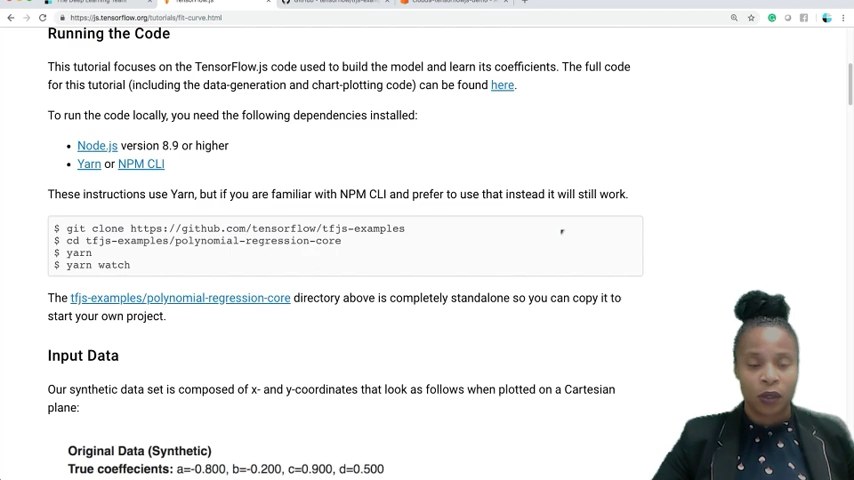 The Deep Learning Team
TensorFlow.js
https://js.tensorflow.org/tutorials/fit-curve.html
Running the Code
This tutorial focuses on the TensorFlow.js code used to build the model and learn its coefficients. The full code
for this tutorial (including the data-generation and chart-plotting code) can be found here.
To run the code locally, you need the following dependencies installed:
• Node.js version 8.9 or higher
• Yarn or NPM CLI
These instructions use Yarn, but if you are familiar with NPM CLI and prefer to use that instead it will still work.
$ git clone https://github.com/tensorflow/tfjs-examples
$ cd tfjs-examples/polynomial-regression-core
$ yarn
$ yarn watch
The tfjs-examples/polynomial-regression-core directory above is completely standalone so you can copy it to
start your own project.
Input Data
Our synthetic data set is composed of x- and y-coordinates that look as follows when plotted on a Cartesian
plane:
Original Data (Synthetic)
True coeffecients: a=-0.800, b=-0.200, c=0.900, d=0.500